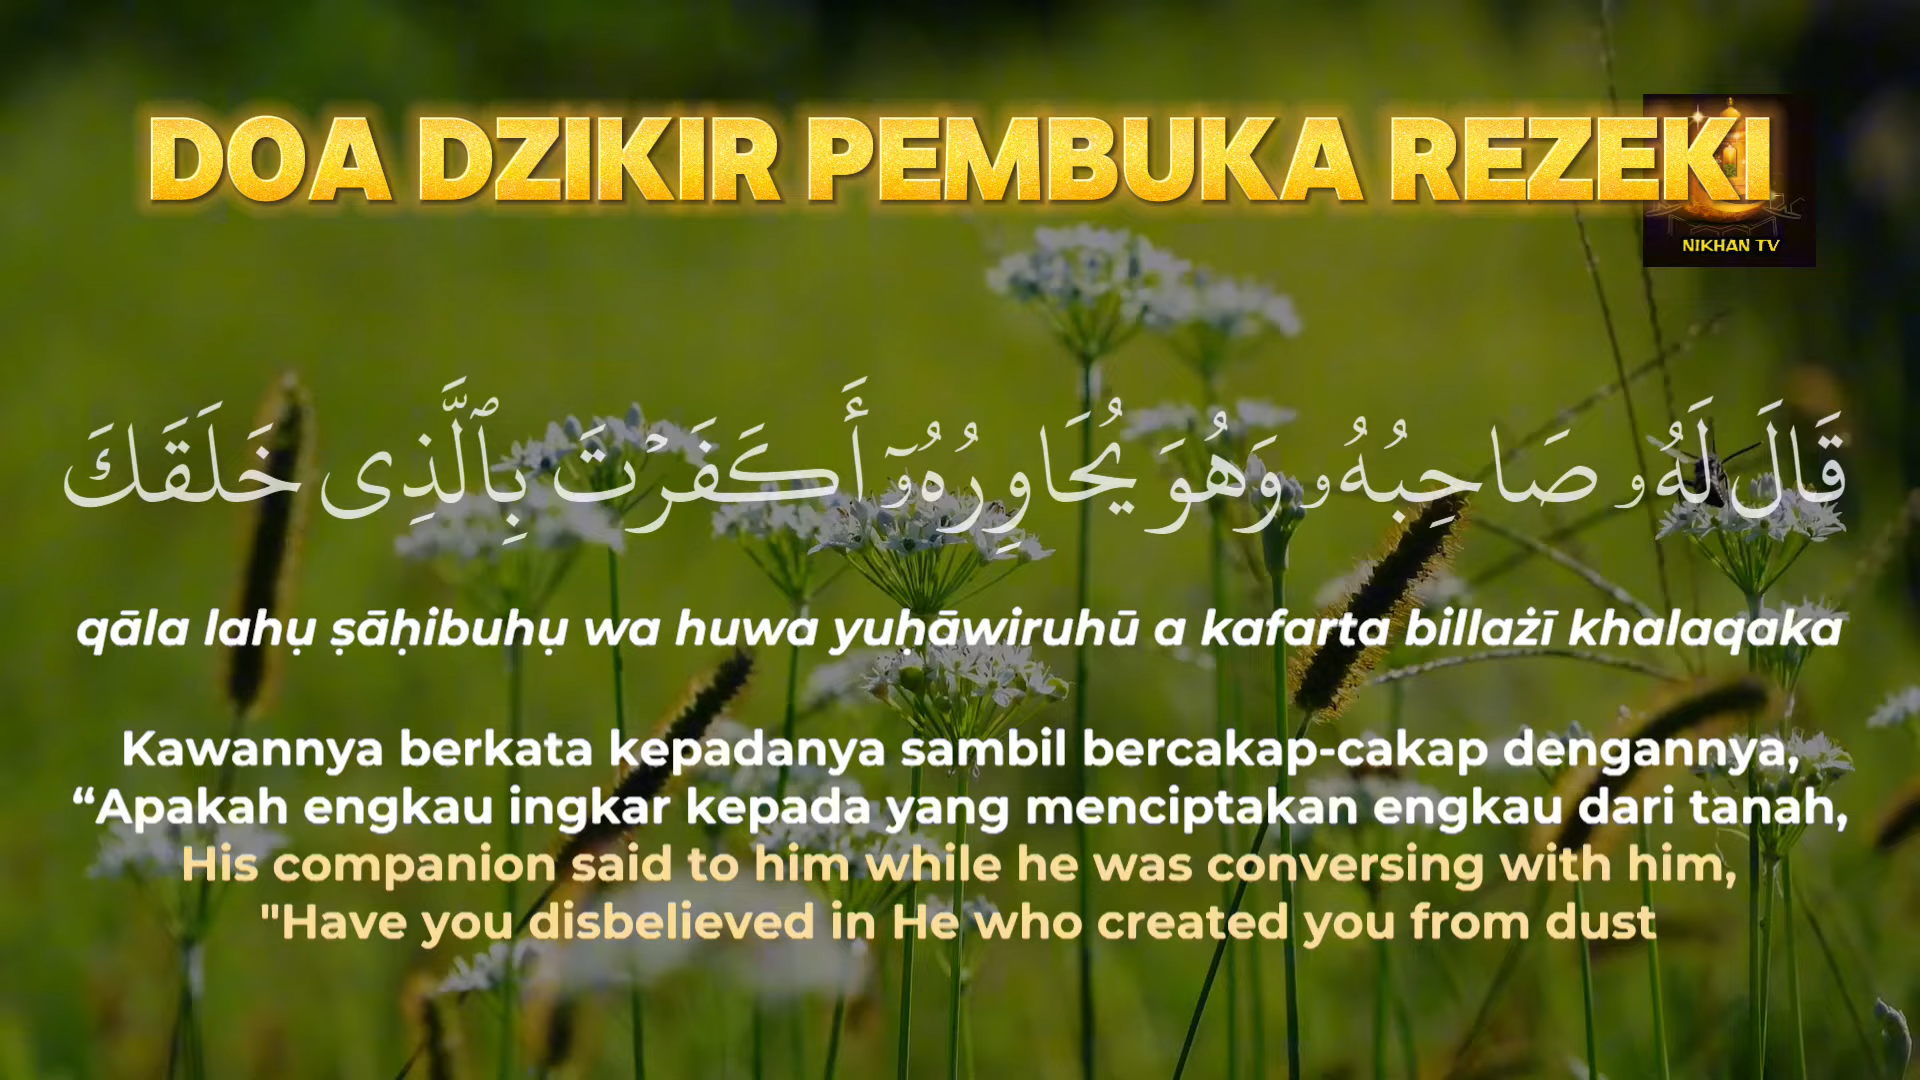 DOA DZIKIR PEMBUKA REZEKI
NIKHAN TV
قَالَ لَهُۥ صَاحِبُهُۥ وَهُوَ يُحَاوِرُهُۥٓ أَكَفَرْتَ بِٱلَّذِى خَلَقَكَ
qāla lahụ ṣāḥibuhụ wa huwa yuḥāwiruhū a kafarta billażī khalaqaka
Kawannya berkata kepadanya sambil bercakap-cakap dengannya,
“Apakah engkau ingkar kepada yang menciptakan engkau dari tanah,
His companion said to him while he was conversing with him,
"Have you disbelieved in He who created you from dust